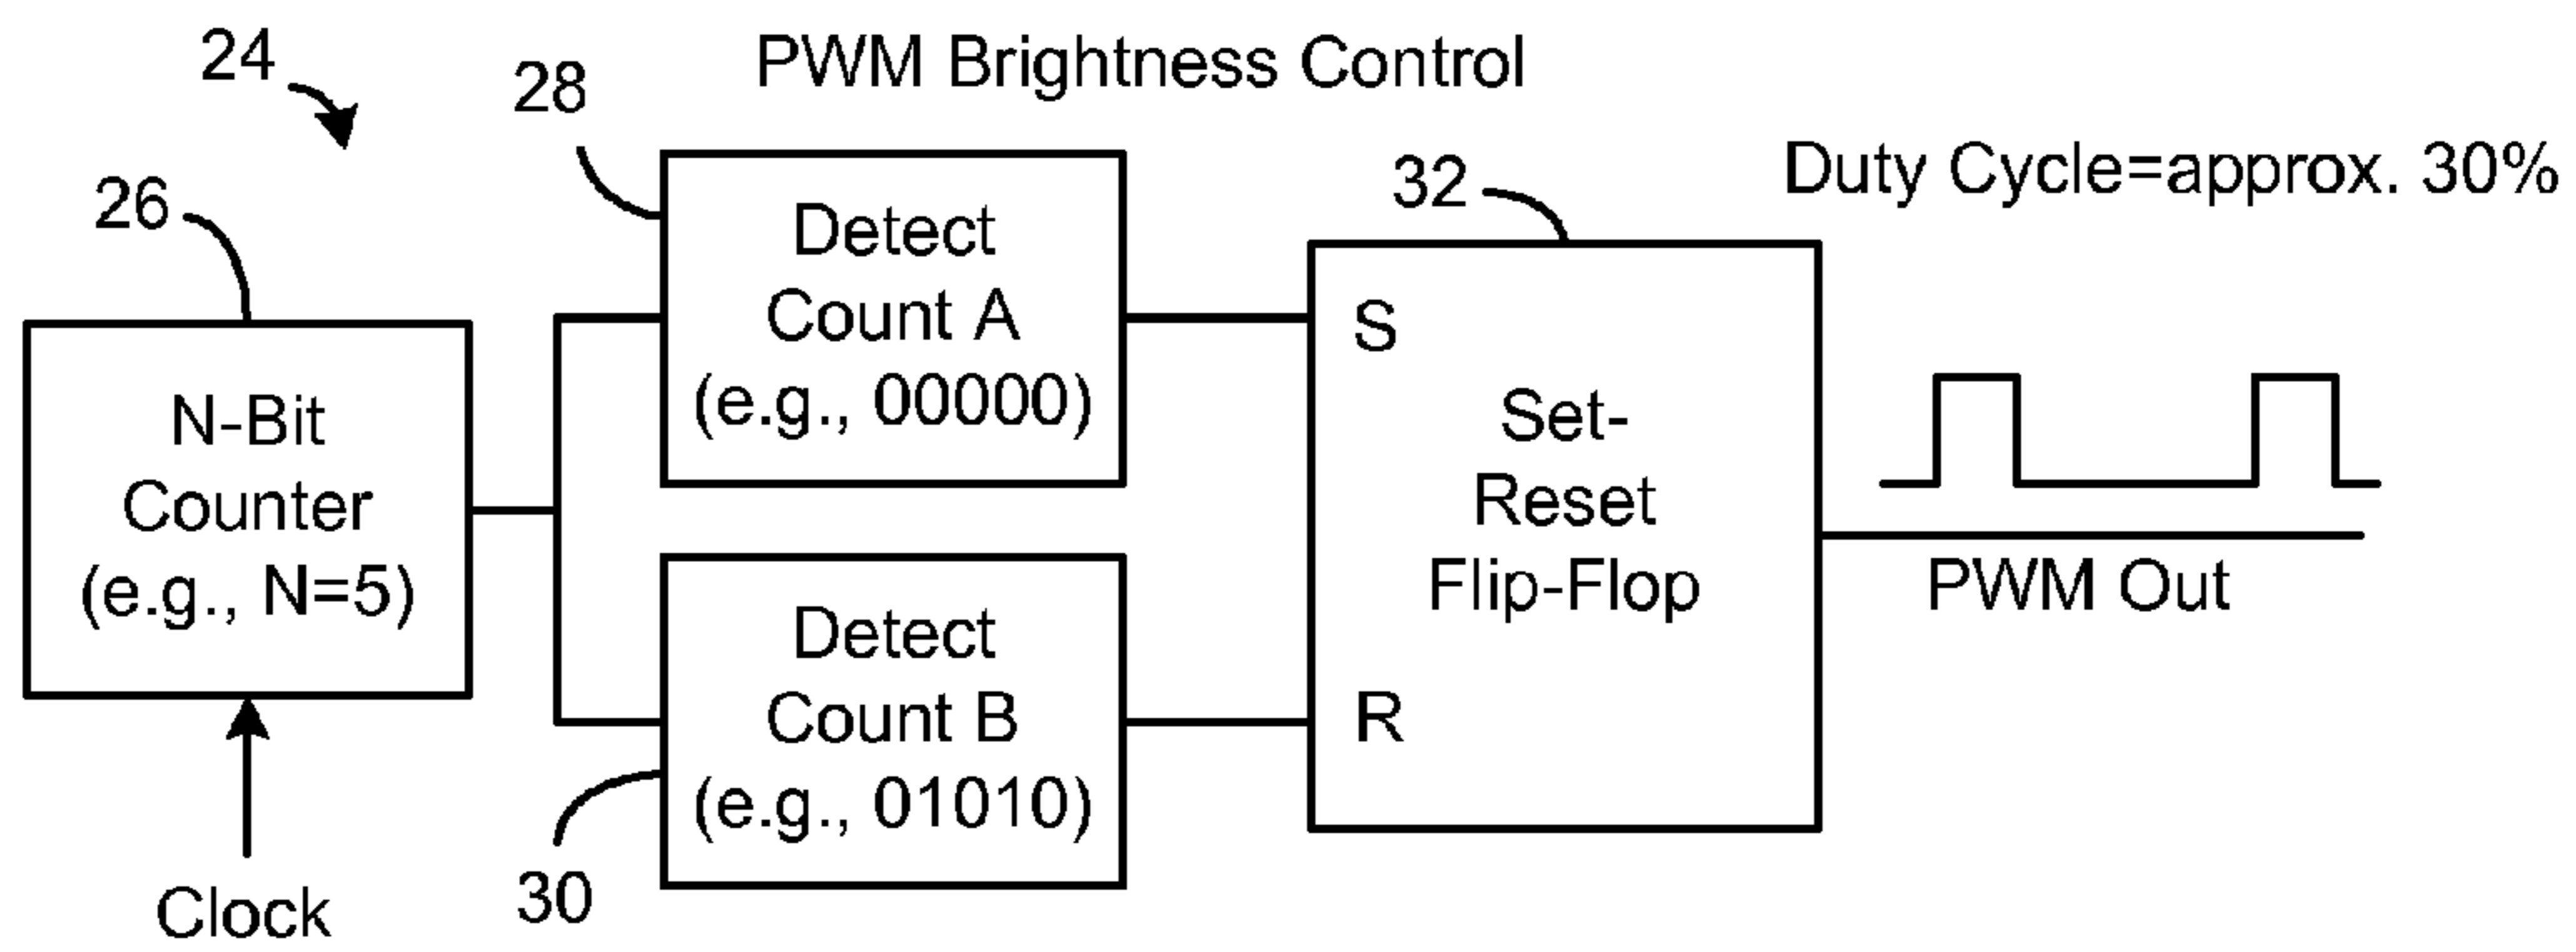 24
28
PWM Brightness Control
26
32
Duty Cycle=approx. 30%
Detect
Count A
(e.g., 00000)
N-Bit
Counter
(e.g., N=5)
Clock
Detect
Count B
(e.g., 01010)
30
S
Set-
Reset
Flip-Flop
R
PWM Out